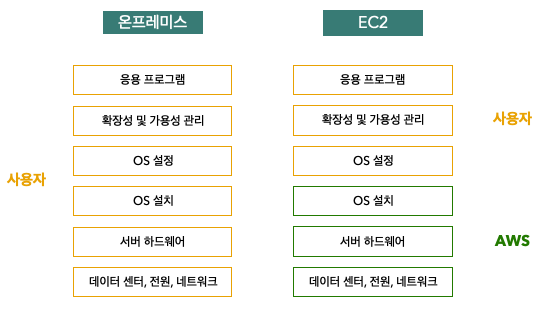 온프레미스
EC2
응용 프로그램
응용 프로그램
확장성 및 가용성 관리
확장성 및 가용성 관리
사용자
OS 설정
OS 설정
사용자
OS 설치
OS 설치
서버 하드웨어
서버 하드웨어
AWS
데이터 센터, 전원, 네트워크
데이터 센터, 전원, 네트워크